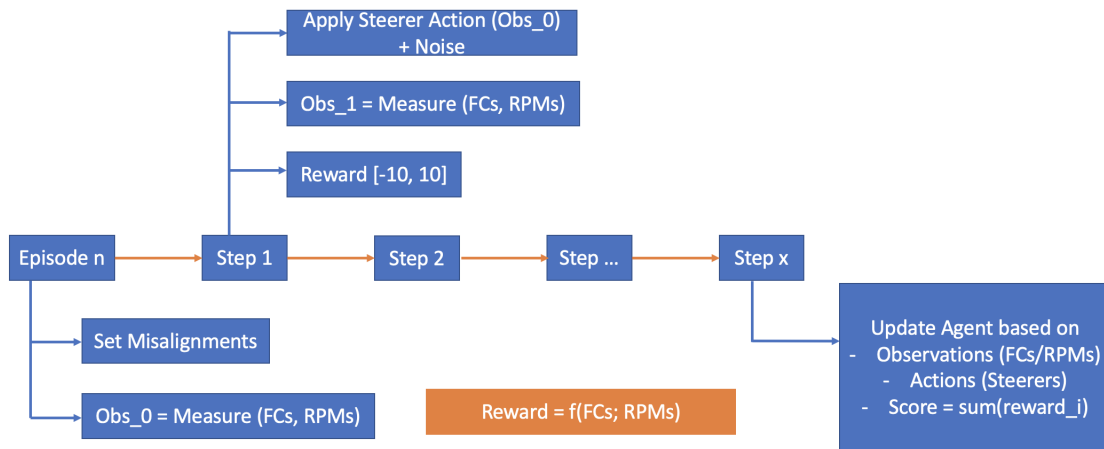 Apply Steerer Action (Obs_0)
+ Noise
Obs_1 = Measure (FCs, RPMs)
Reward [-10, 10]
Episode n
Step 1
Step 2
Step ...
Step x
Set Misalignments
Obs_0 = Measure (FCs, RPMs)
Reward = f(FCs; RPMs)
Update Agent based on
- Observations (FCs/RPMs)
- Actions (Steerers)
- Score = sum(reward_i)